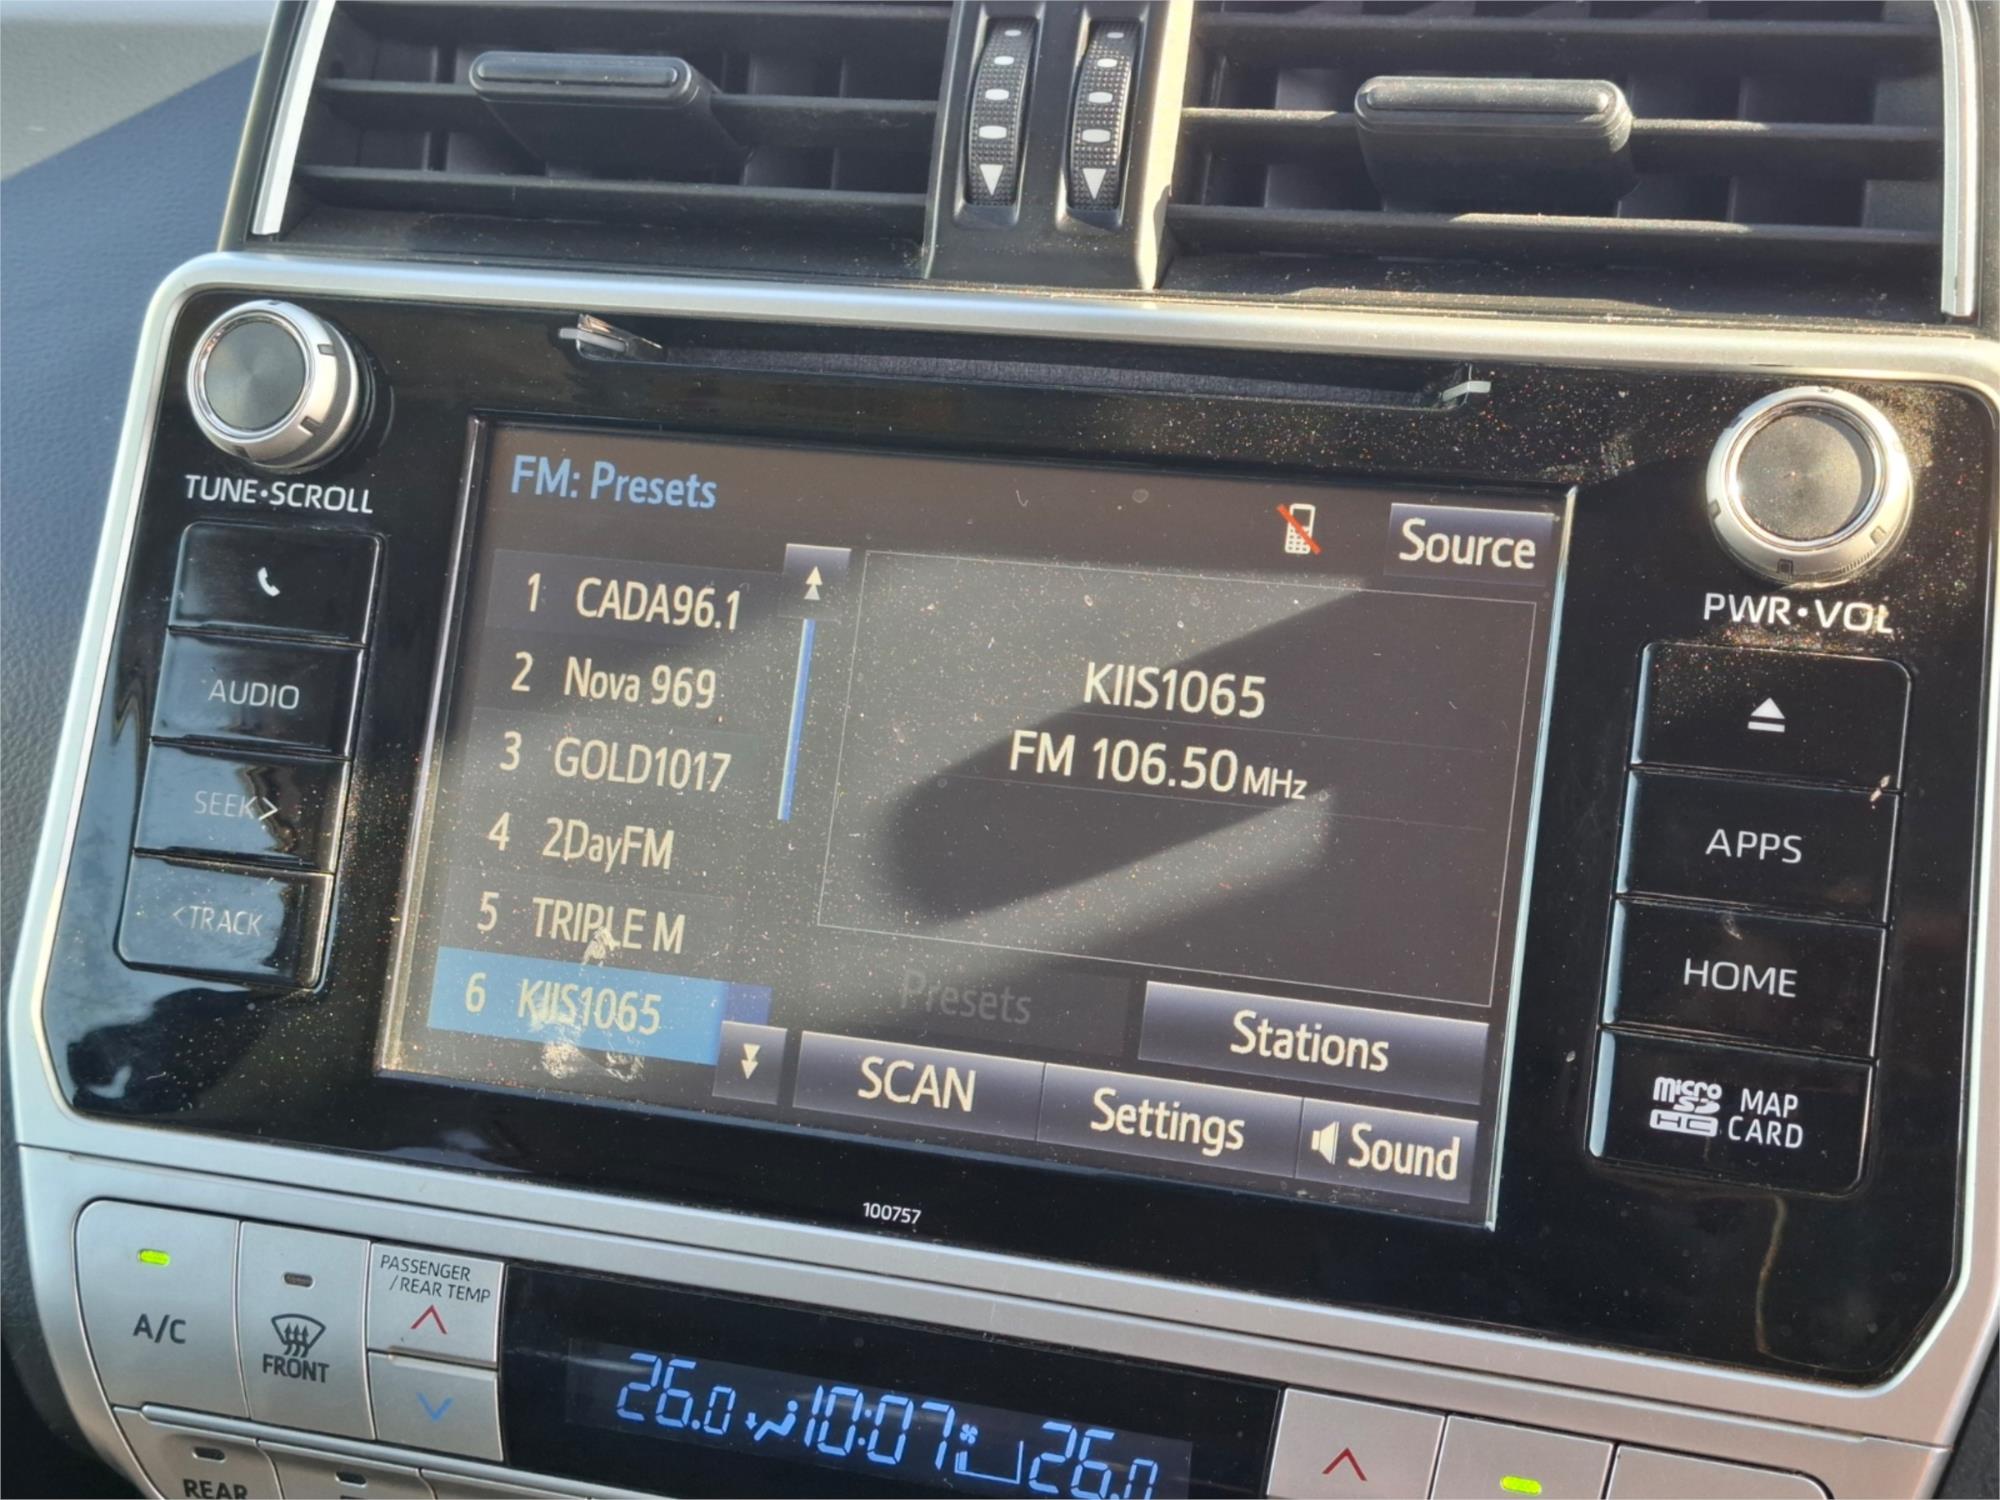 TUNE•SCROLL
AUDIO
SEEK>
<TRACK
FM: Presets
Source
1 CADA96.1
2 Nova 969
3 GOLD1017
4 2DayFM
5 TRIPLE M
6 KIIS1065
KIIS1065
FM 106.50MHz
Presets
Stations
SCAN
Settings
Sound
100757
PWR•VOL
APPS
HOME
micro SD HC MAP CARD
A/C
FRONT
PASSENGER
/REAR TEMP
26.0 10:07 26.0
REAR